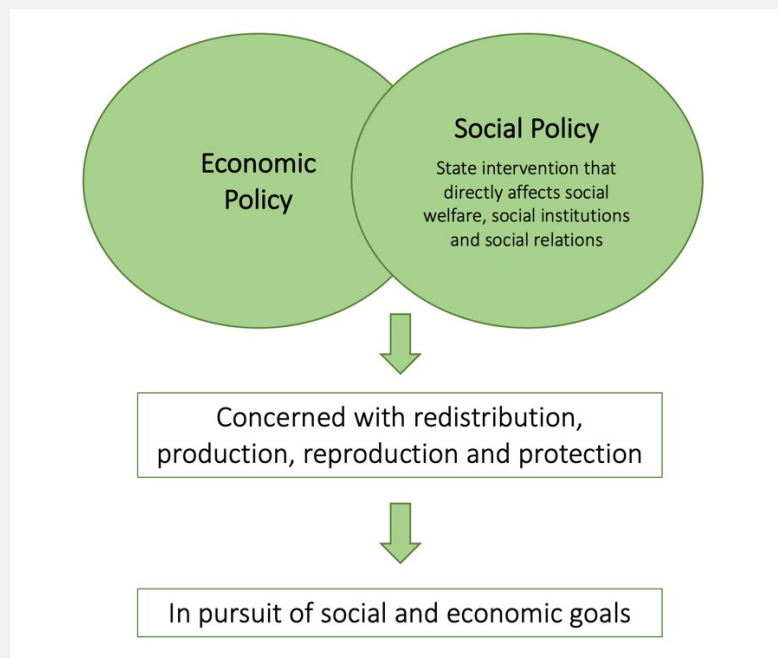 Economic
Policy
Social Policy
State intervention that
directly affects social
welfare, social institutions
and social relations
Concerned with redistribution,
production, reproduction and protection
In pursuit of social and economic goals